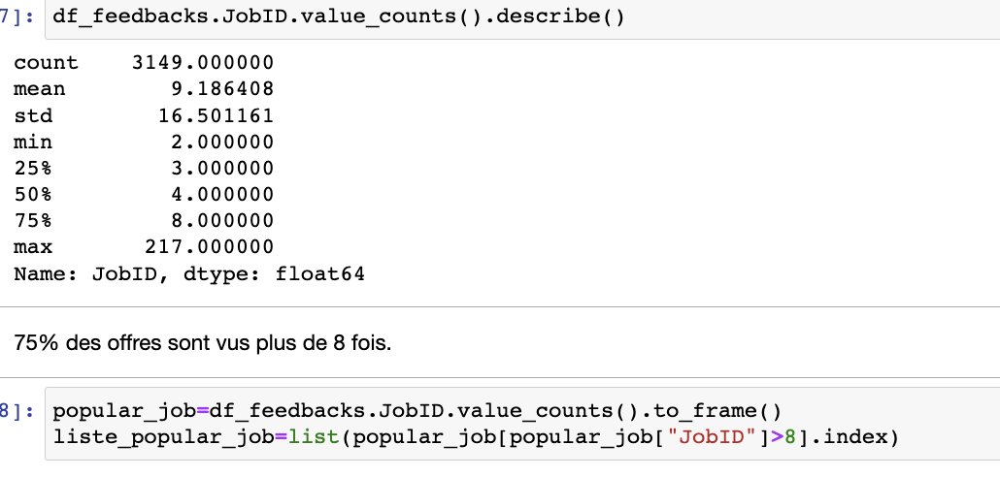 7]: df_feedbacks.JobID.value_counts().describe()
count    3149.000000
mean        9.186408
std        16.501161
min         2.000000
25%         3.000000
50%         4.000000
75%         8.000000
max       217.000000
Name: JobID, dtype: float64
75% des offres sont vus plus de 8 fois.
8]: popular_job=df_feedbacks.JobID.value_counts().to_frame()
liste_popular_job=list(popular_job[popular_job["JobID"]>8].index)